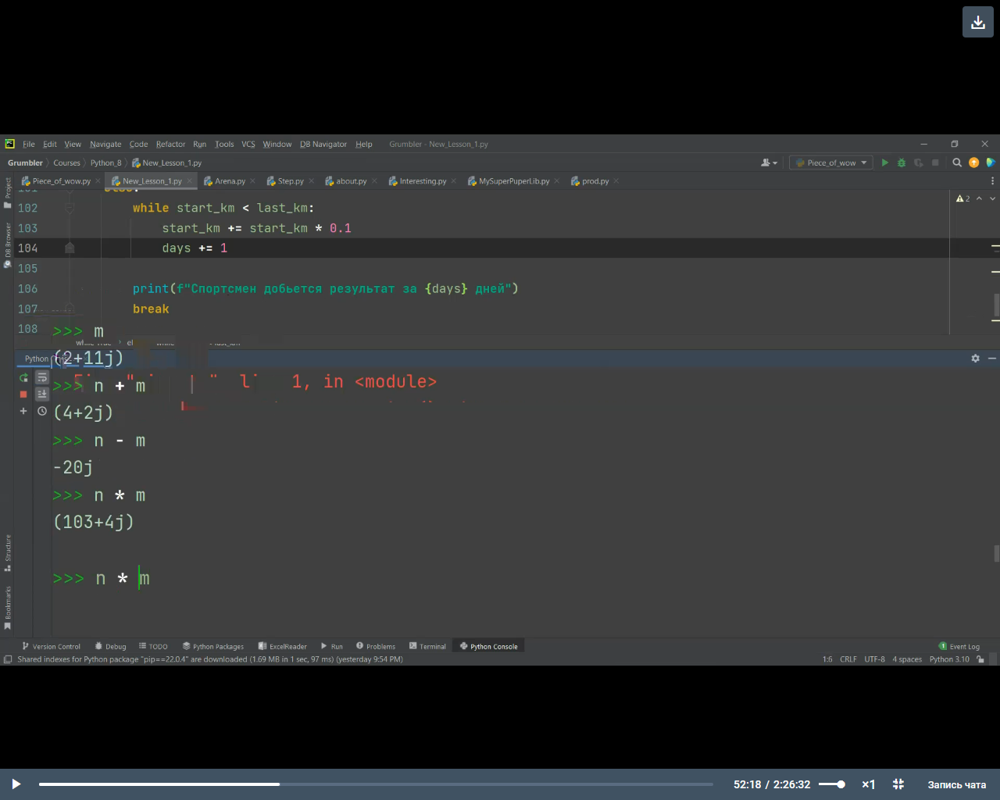 File Edit View Navigate Code Refactor Run Tools VCS Window DB Navigator Help Grumbler - New_Lesson_1.py
Grumbler Courses Python_8 New_Lesson_1.py Piece_of_wow
Project
DB Browser
Structure
Bookmarks
Piece_of_wow.py New_Lesson_1.py Arena.py Step.py about.py Interesting.py MySuperPuperLib.py prod.py
2
102 while start_km < last_km:
103 start_km += start_km * 0.1
104 days += 1
105
106 print(f"Спортсмен добьется результат за {days} дней")
107 break
108
>>> m
Python
(2+11j)
1, in <module>
>>> n + m
(4+2j)
>>> n - m
-20j
>>> n * m
(103+4j)
>>> n * m
Version Control Debug TODO Python Packages ExcelReader Run Problems Terminal Python Console 1 Event Log
Shared indexes for Python package "pip==22.0.4" are downloaded (1.69 MB in 1 sec, 97 ms) (yesterday 9:54 PM) 1:6 CRLF UTF-8 4 spaces Python 3.10
52:18 / 2:26:32 ×1 Запись чата